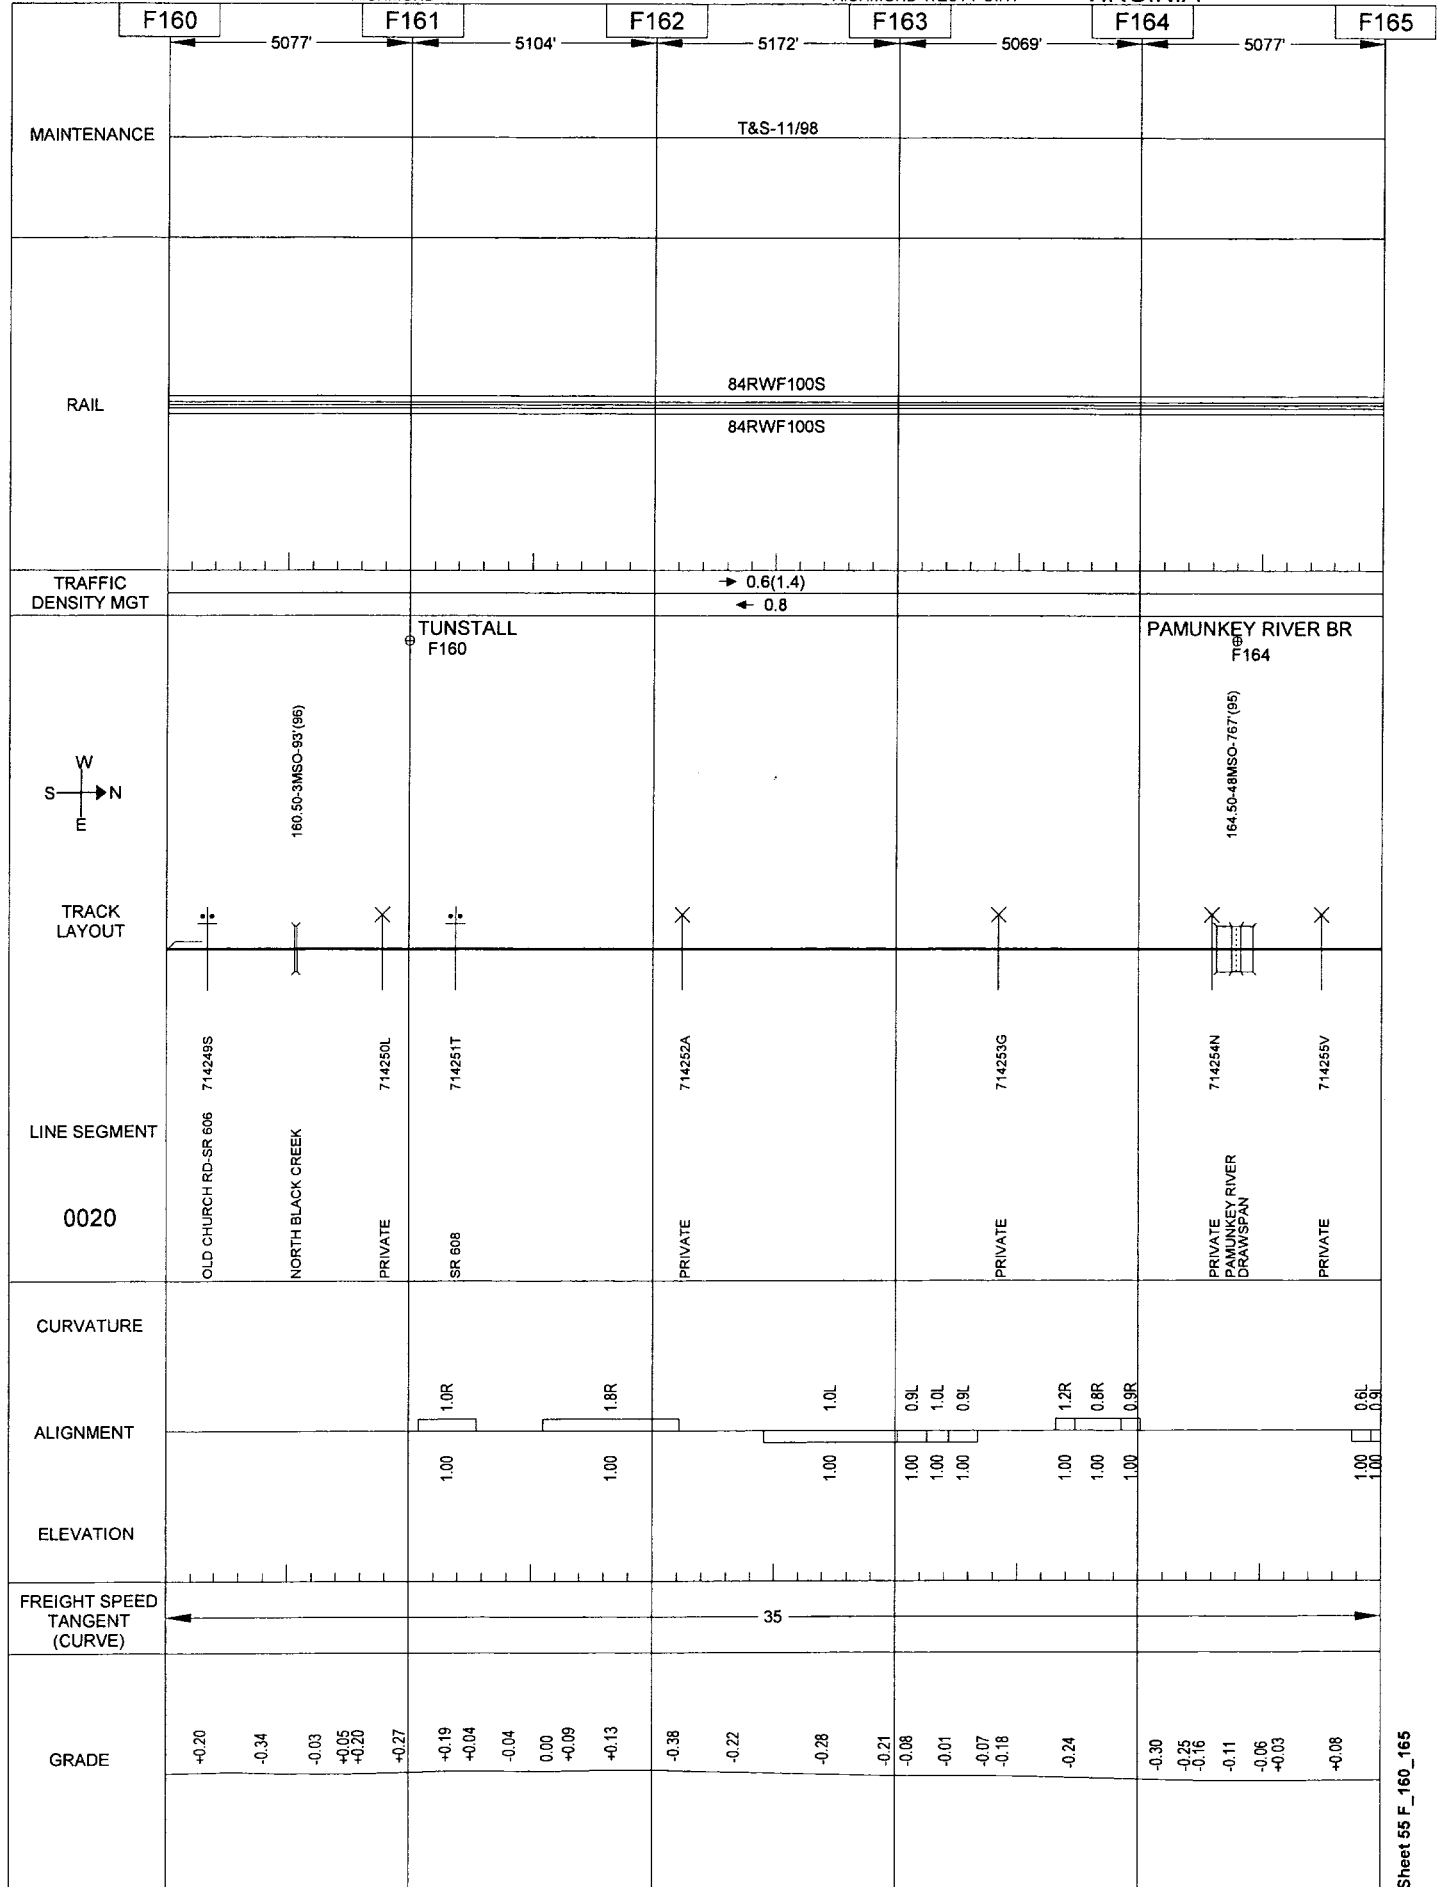 VIRGINIA
F160 F161 F162 F163 F164 F165
5077' 5104' 5172' 5069' 5077'
MAINTENANCE
T&S-11/98
RAIL
84RWF100S
84RWF100S
TRAFFIC
DENSITY MGT
0.6(1.4)
0.8
TUNSTALL
F160
PAMUNKEY RIVER BR
F164
160.50-3MSO-93'(96)
164.50-48MSO-767'(95)
W
S N
E
TRACK
LAYOUT
714249S
714250L
714251T
714252A
714253G
714254N
714255V
LINE SEGMENT
0020
OLD CHURCH RD-SR 606
NORTH BLACK CREEK
PRIVATE
SR 608
PRIVATE
PRIVATE
PRIVATE
PAMUNKEY RIVER
DRAWSPAN
PRIVATE
CURVATURE
1.0R 1.8R 1.0L 0.9L 1.0L 0.9L 1.2R 0.8R 0.9R 0.6L 0.9L
ALIGNMENT
1.00 1.00 1.00 1.00 1.00 1.00 1.00 1.00 1.00 1.00 1.00
ELEVATION
FREIGHT SPEED
TANGENT
(CURVE)
35
GRADE
+0.20 -0.34 -0.03 +0.05 +0.20 +0.27 +0.19 +0.04 -0.04 0.00 +0.09 +0.13 -0.38 -0.22 -0.28 -0.21 -0.08 -0.01 -0.07 -0.18 -0.24 -0.30 -0.25 -0.16 -0.11 -0.06 +0.03 +0.08
Sheet 55 F_160_165